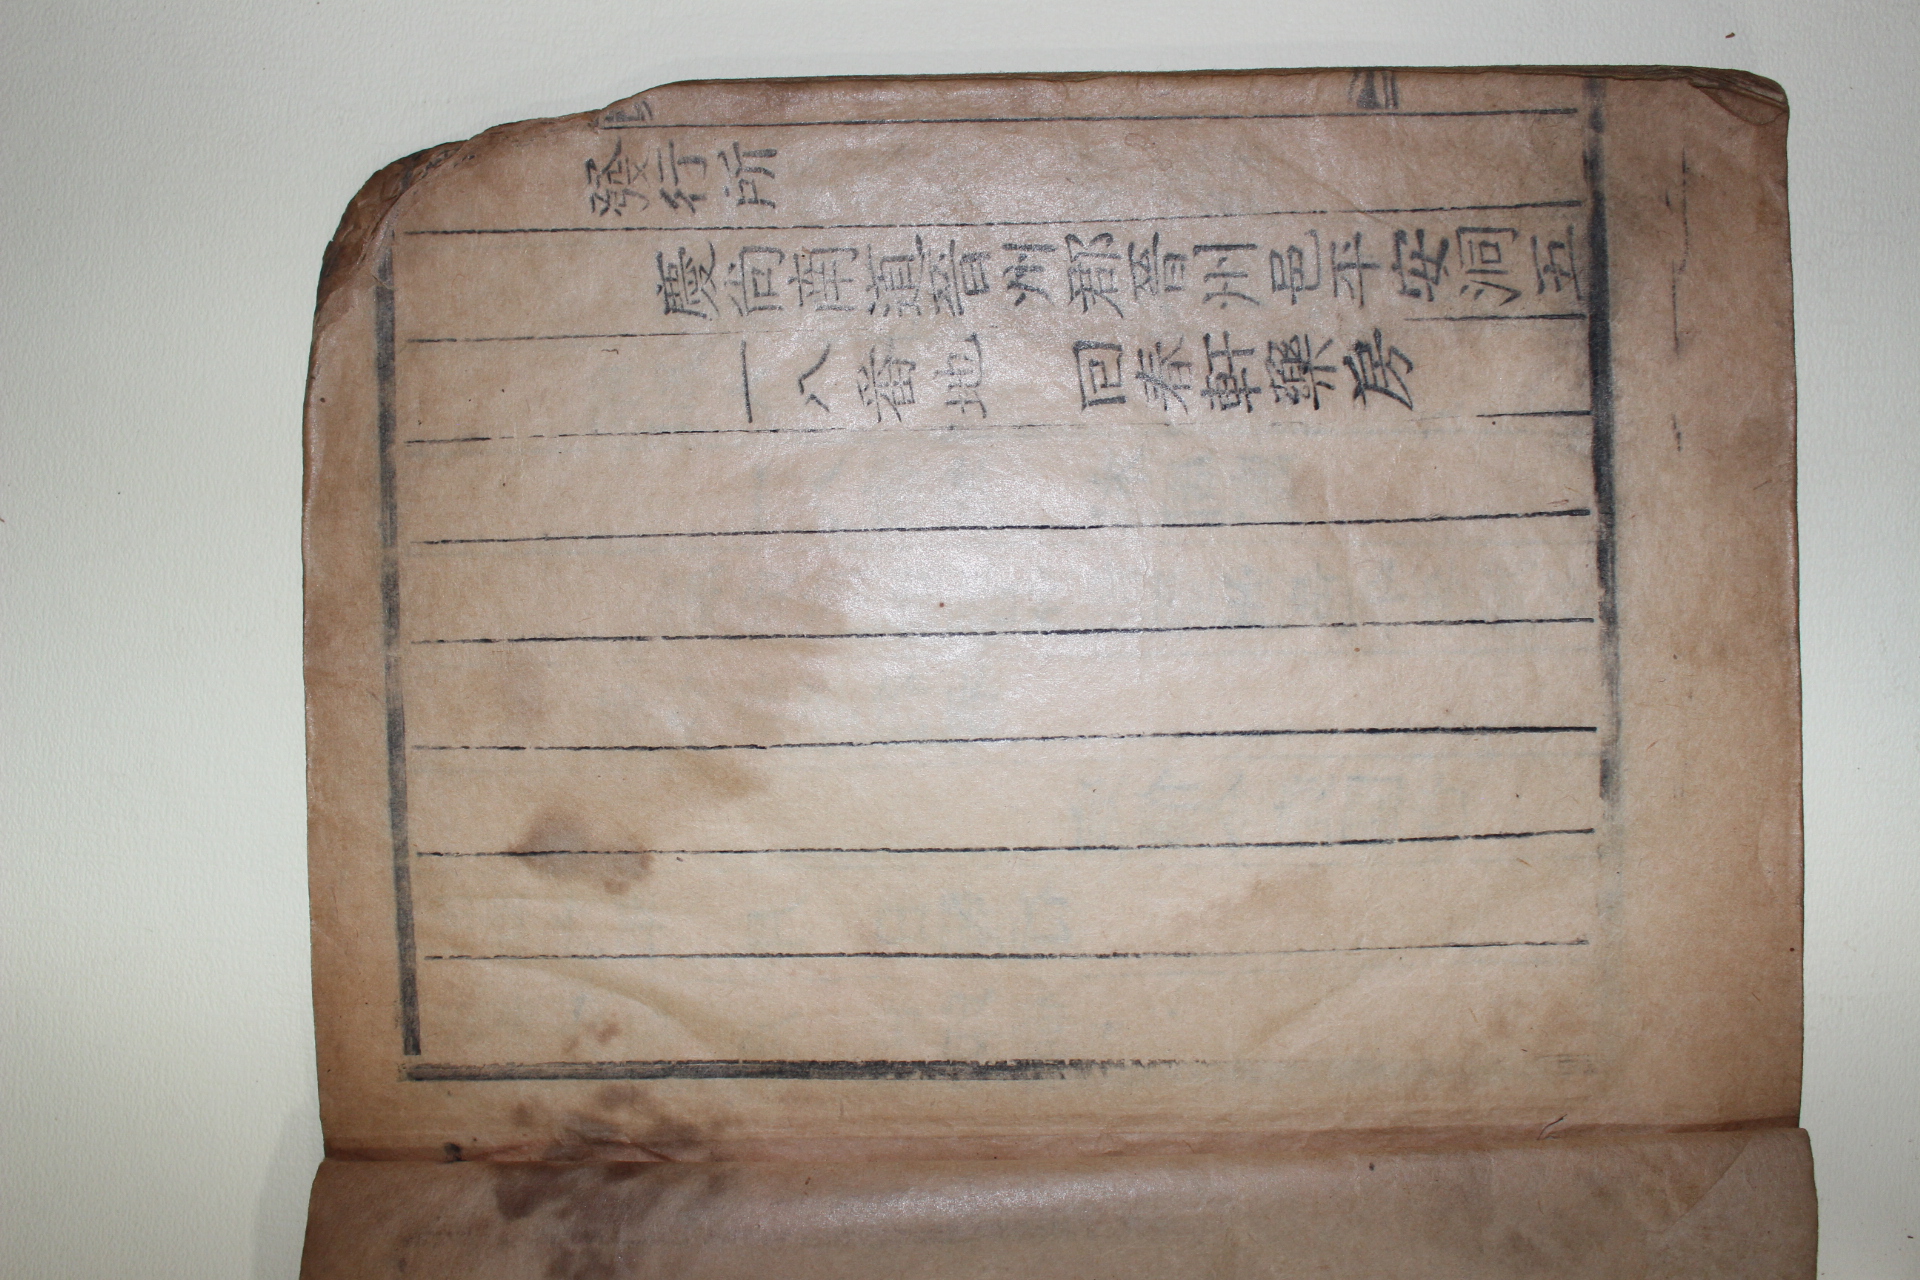 發行所
慶尙南道晉州郡晉州邑平安洞五
一八番地 回春軒藥房